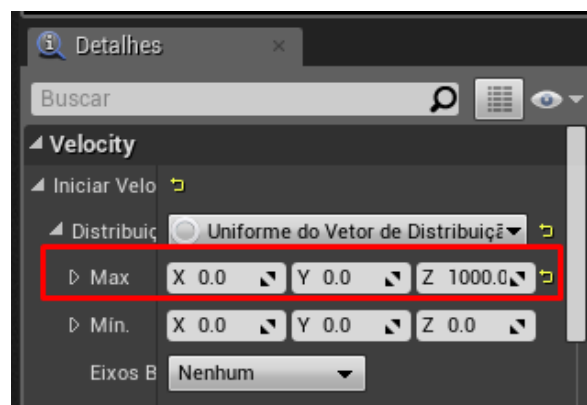 Detalhes
Buscar
Velocity
Iniciar Velo
Distribuiç Uniforme do Vetor de Distribuiçã
Max X 0.0 Y 0.0 Z 1000.0
Mín. X 0.0 Y 0.0 Z 0.0
Eixos B Nenhum